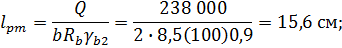 l_pm = Q / (bR_bγ_b2) = 238 000 / (2 · 8,5(100)0,9) = 15,6 см;